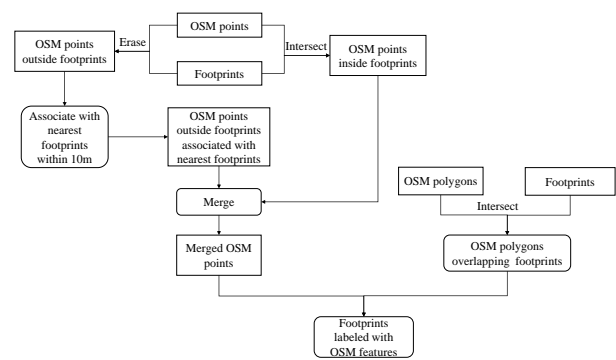 OSM points
Erase
Intersect
OSM points
outside footprints
Footprints
OSM points
inside footprints
Associate with
nearest
footprints
within 10m
OSM points
outside footprints
associated with
nearest footprints
OSM polygons
Footprints
Merge
Intersect
Merged OSM
points
OSM polygons
overlapping footprints
Footprints
labeled with
OSM features